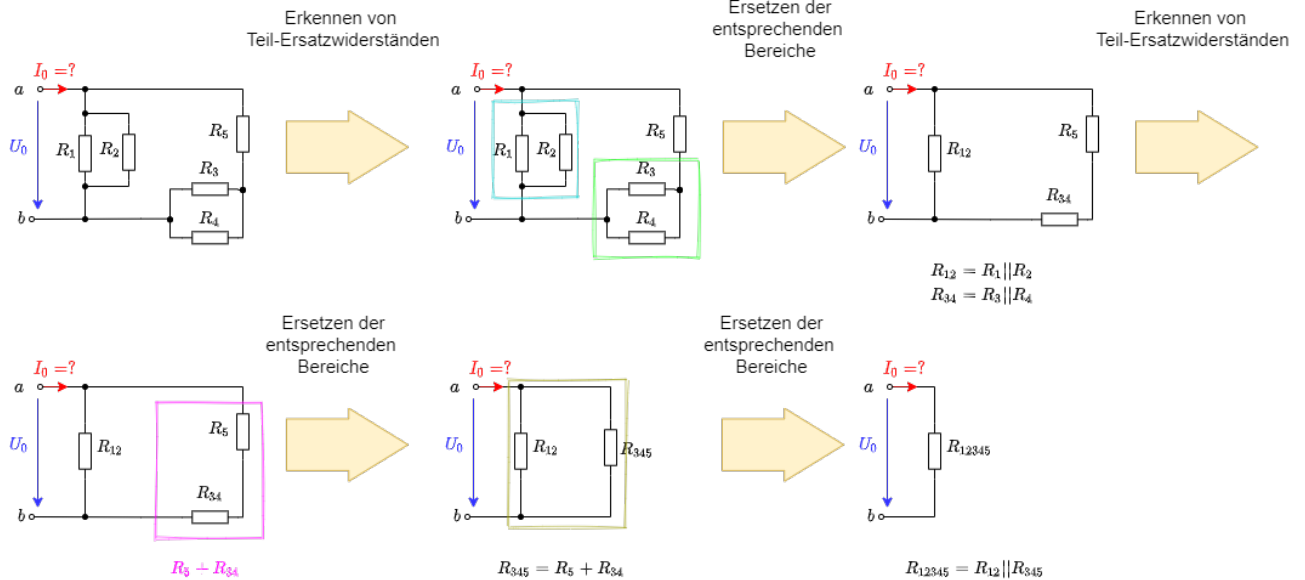 Erkennen von
Teil-Ersatzwiderständen
Ersetzen der
entsprechenden
Bereiche
Erkennen von
Teil-Ersatzwiderständen
I₀ =?
a
U₀
R₁
R₂
R₅
R₃
R₄
b
I₀ =?
a
U₀
R₁
R₂
R₅
R₃
R₄
b
I₀ =?
a
U₀
R₁₂
R₅
R₃₄
b
R₁₂ = R₁||R₂
R₃₄ = R₃||R₄
Ersetzen der
entsprechenden
Bereiche
Ersetzen der
entsprechenden
Bereiche
I₀ =?
a
U₀
R₁₂
R₅
R₃₄
b
R₅ + R₃₄
I₀ =?
a
U₀
R₁₂
R₃₄₅
b
R₃₄₅ = R₅ + R₃₄
I₀ =?
a
U₀
R₁₂₃₄₅
b
R₁₂₃₄₅ = R₁₂||R₃₄₅